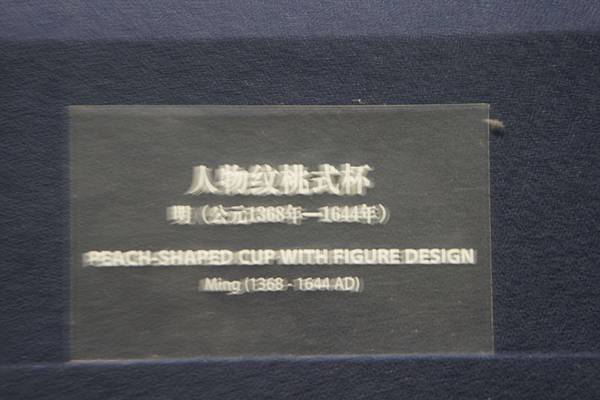 人物纹桃式杯
明（公元1368年—1644年）
PEACH-SHAPED CUP WITH FIGURE DESIGN
Ming (1368 - 1644 AD)